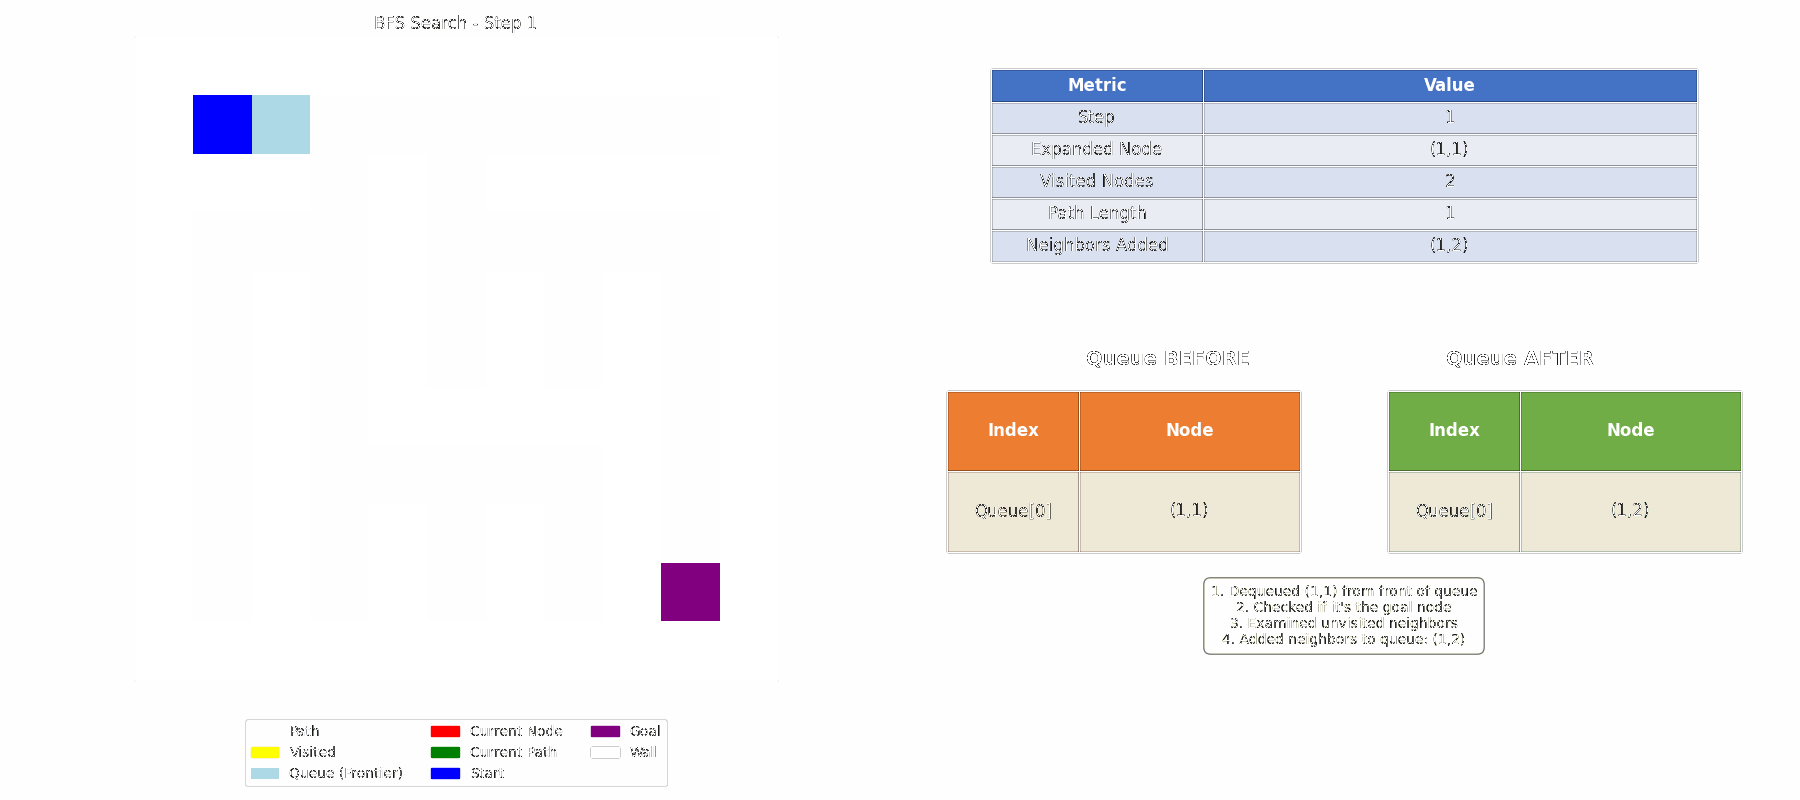 BFS Search - Step 1
Metric Value
Step 1
Expanded Node (1,1)
Visited Nodes 2
Path Length 1
Neighbors Added (1,2)
Queue BEFORE
Index Node
Queue[0] (1,1)
Queue AFTER
Index Node
Queue[0] (1,2)
1. Dequeued (1,1) from front of queue
2. Checked if it's the goal node
3. Examined unvisited neighbors
4. Added neighbors to queue: (1,2)
Path
Visited
Queue (Frontier)
Current Node
Current Path
Start
Goal
Wall